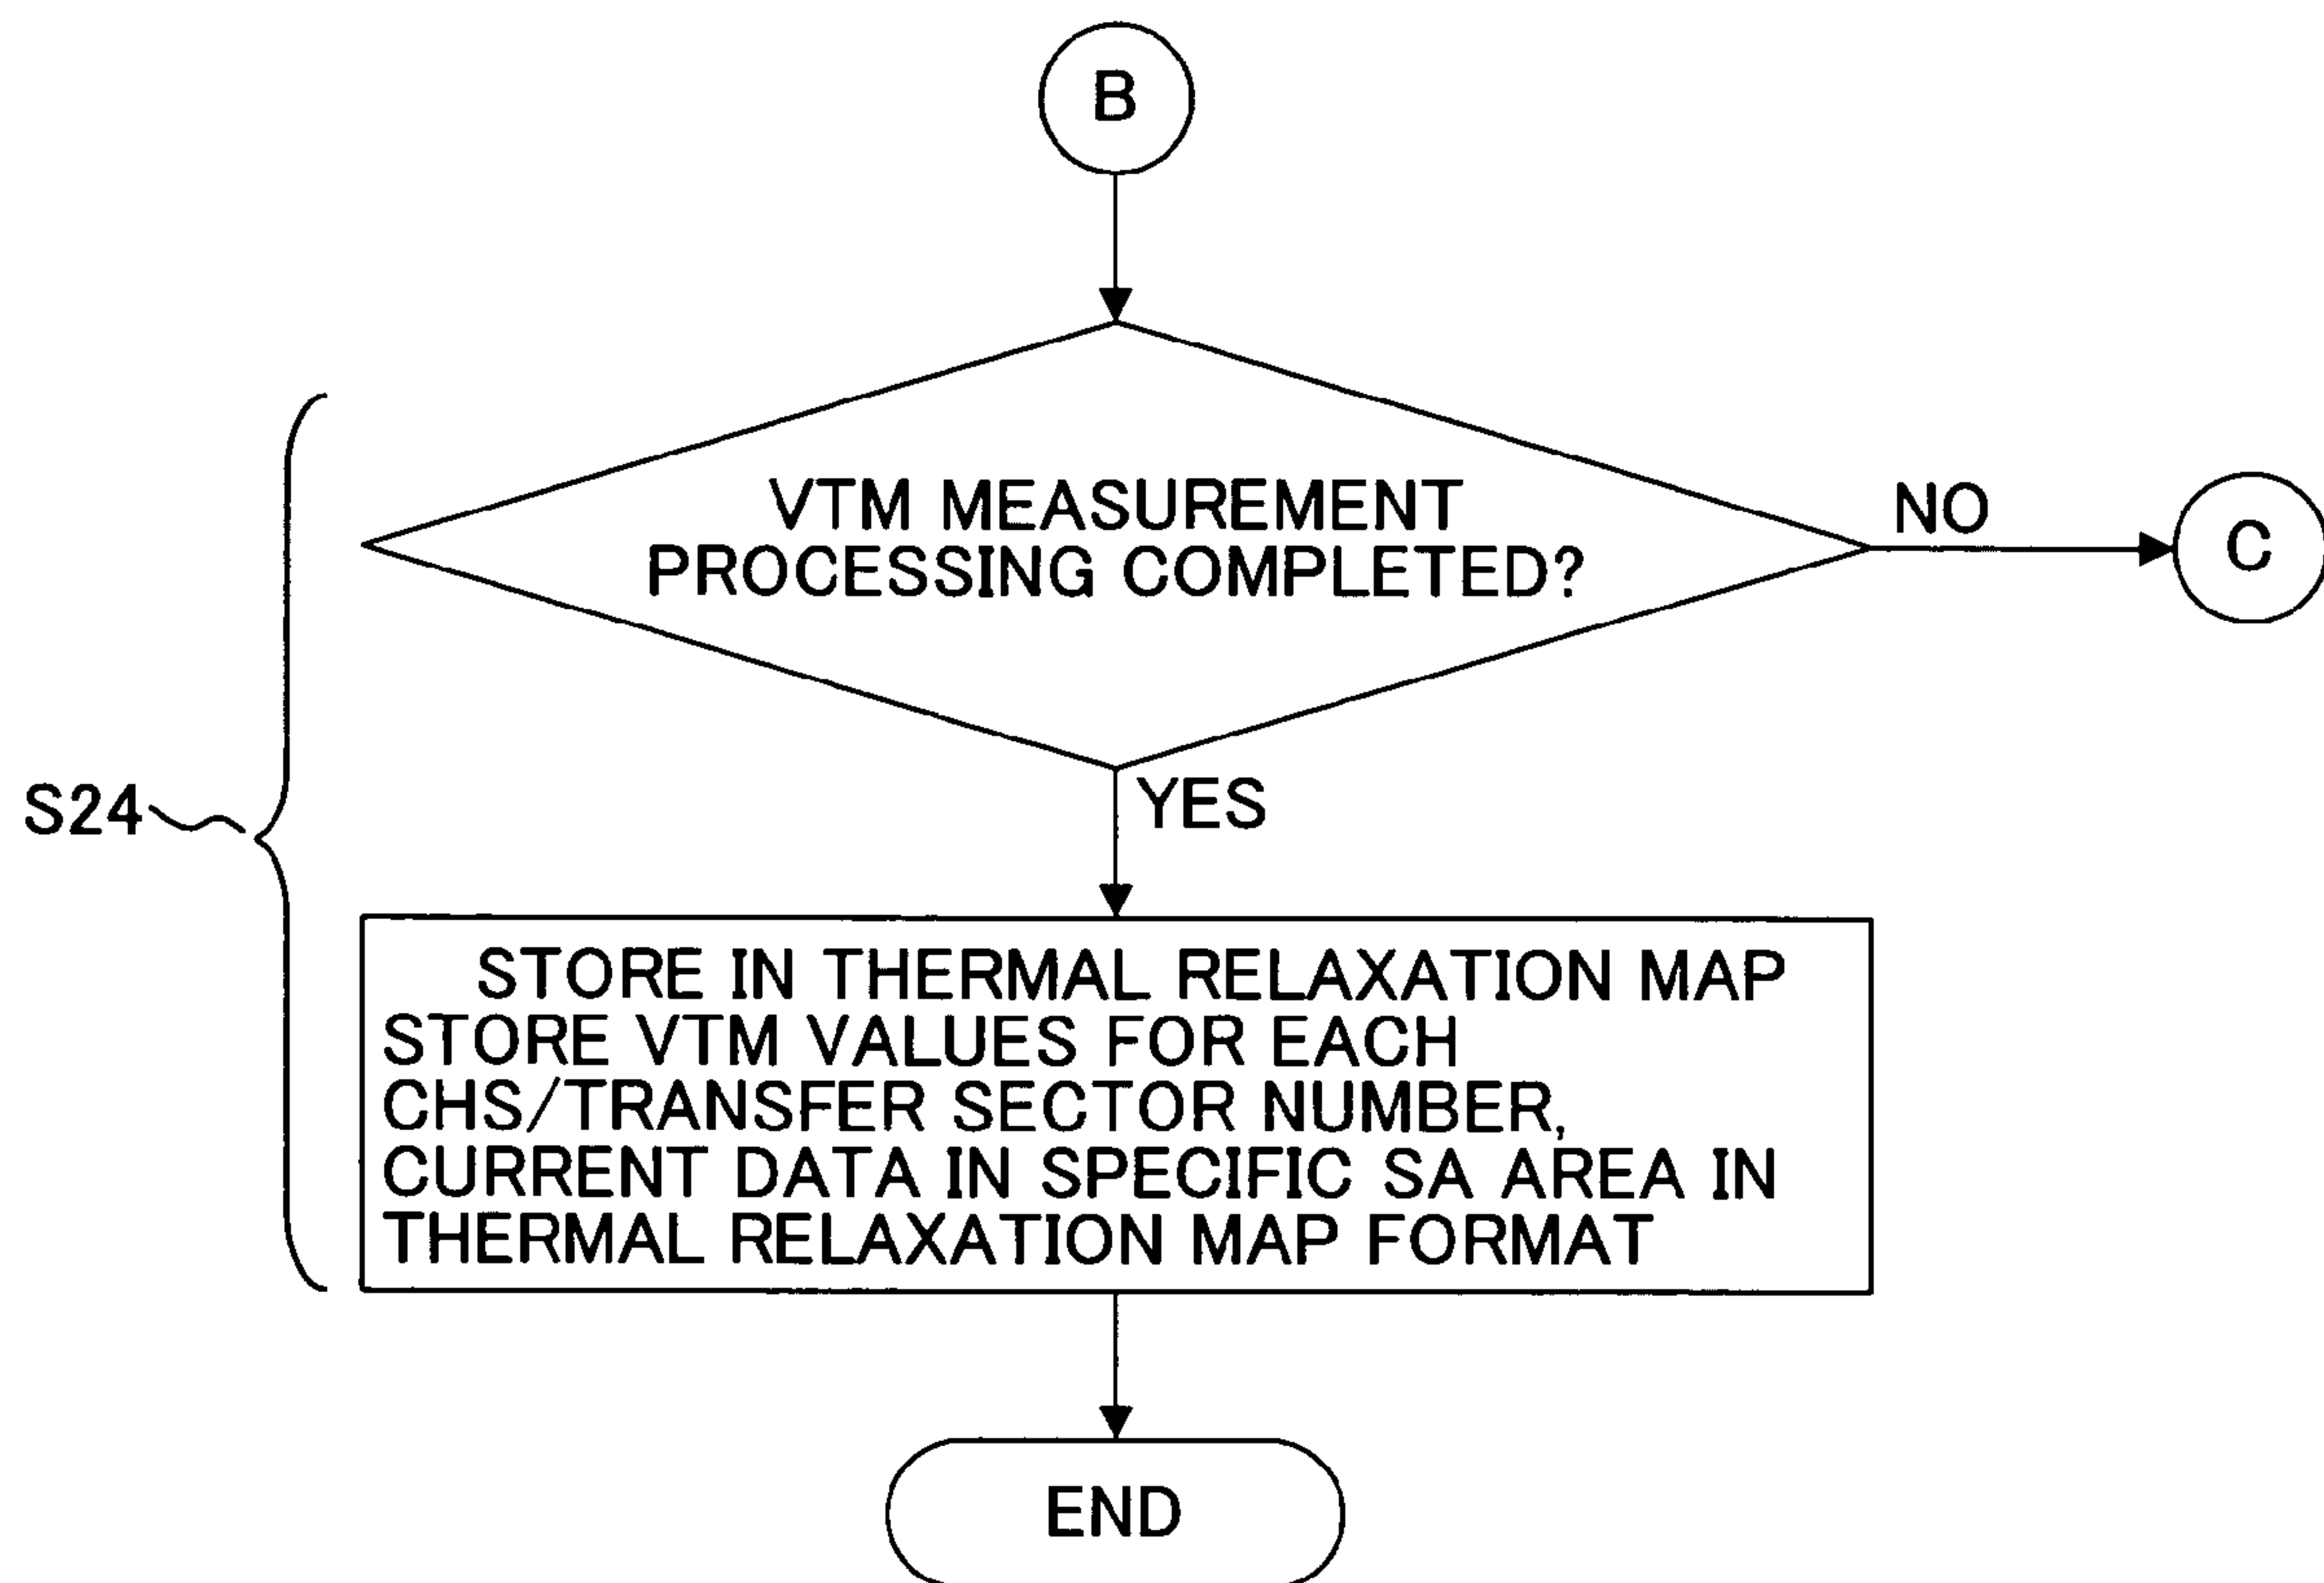 B
VTM MEASUREMENT
PROCESSING COMPLETED?
NO
C
YES
S24
STORE IN THERMAL RELAXATION MAP
STORE VTM VALUES FOR EACH
CHS/TRANSFER SECTOR NUMBER,
CURRENT DATA IN SPECIFIC SA AREA IN
THERMAL RELAXATION MAP FORMAT
END